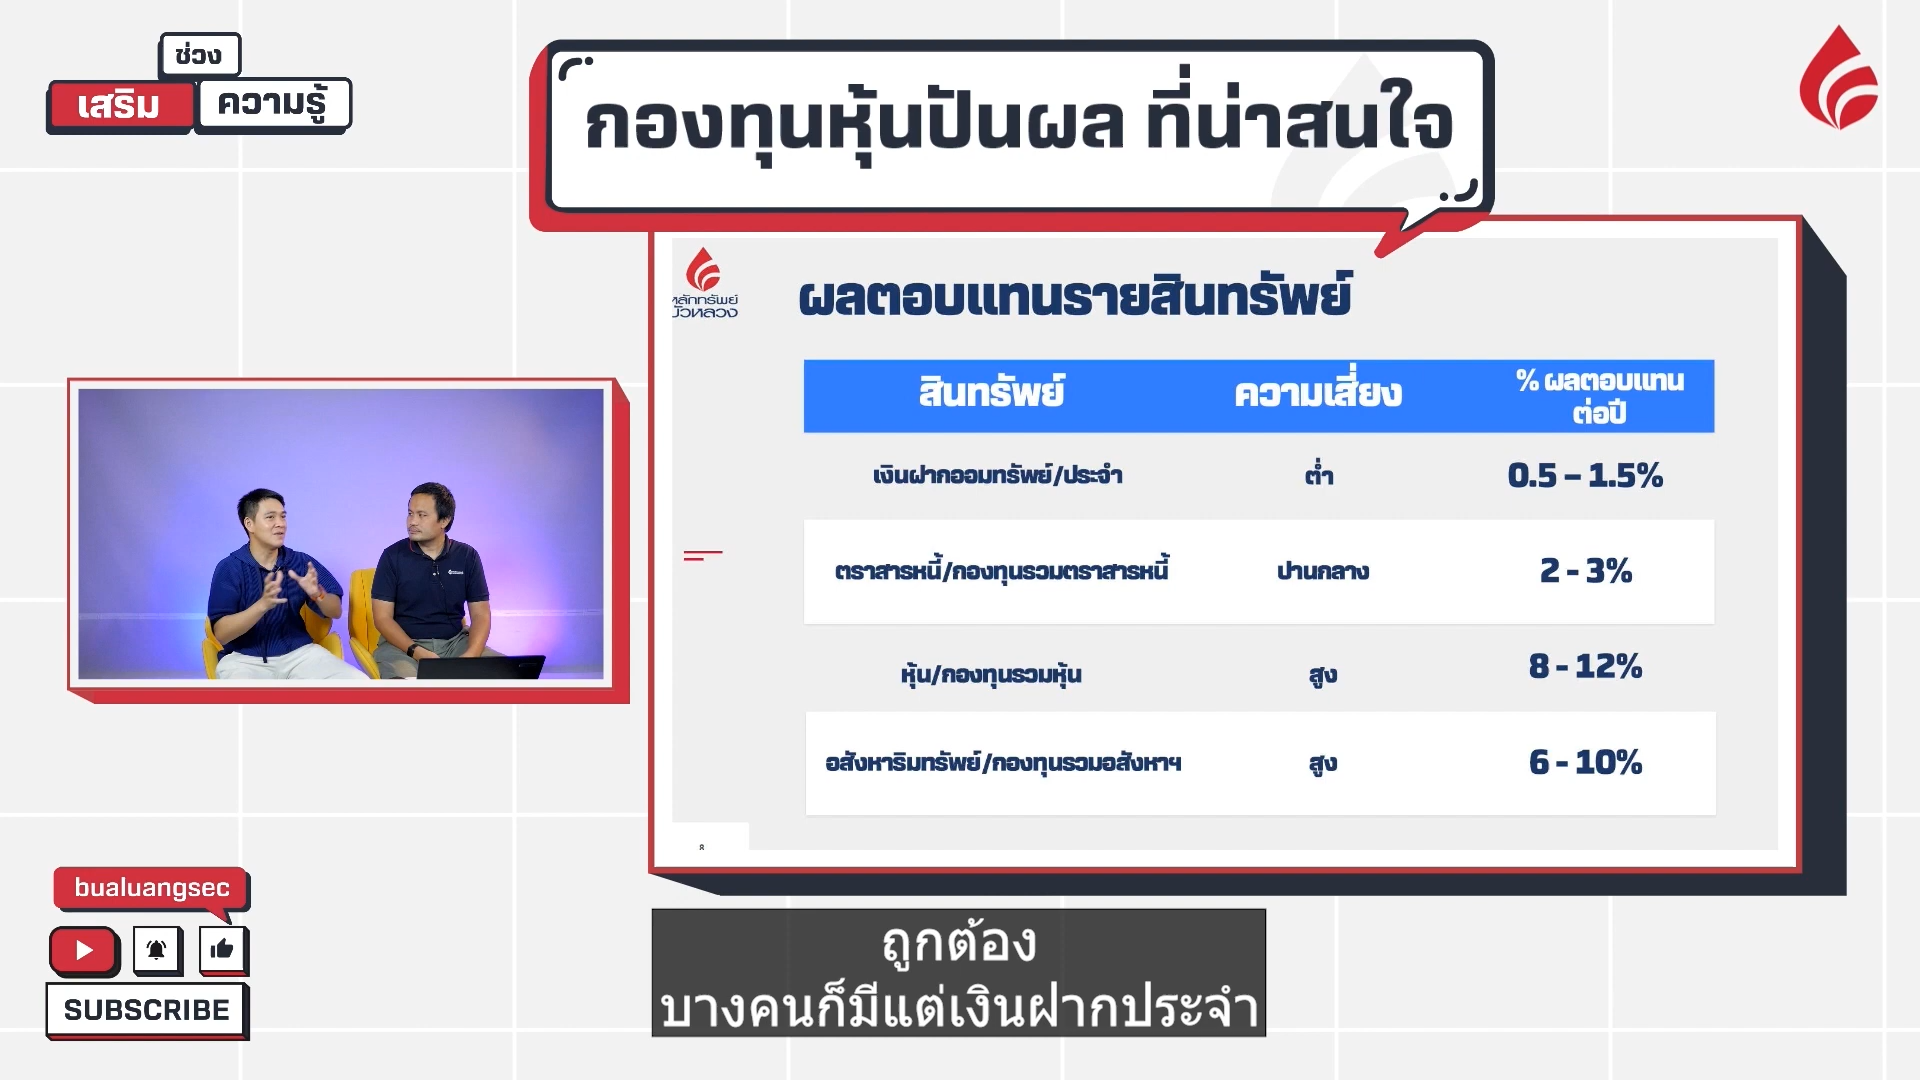 ช่วง
เสริม ความรู้
กองทุนหุ้นปันผล ที่น่าสนใจ
หลักทรัพย์
บัวหลวง
ผลตอบแทนรายสินทรัพย์
สินทรัพย์ ความเสี่ยง % ผลตอบแทน
ต่อปี
เงินฝากออมทรัพย์/ประจำ ต่ำ 0.5 – 1.5%
ตราสารหนี้/กองทุนรวมตราสารหนี้ ปานกลาง 2 - 3%
หุ้น/กองทุนรวมหุ้น สูง 8 - 12%
อสังหาริมทรัพย์/กองทุนรวมอสังหาฯ สูง 6 - 10%
8
bualuangsec
SUBSCRIBE
ถูกต้อง
บางคนก็มีแต่เงินฝากประจำ